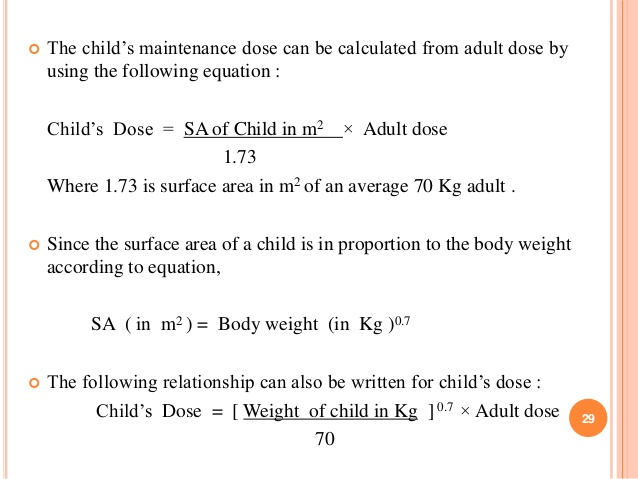 The child's maintenance dose can be calculated from adult dose by
using the following equation :
Child's Dose = SA of Child in m² × Adult dose
1.73
Where 1.73 is surface area in m² of an average 70 Kg adult .
Since the surface area of a child is in proportion to the body weight
according to equation,
SA ( in m² ) = Body weight (in Kg )⁰·⁷
The following relationship can also be written for child's dose :
Child's Dose = [ Weight of child in Kg ]⁰·⁷ × Adult dose
70
29